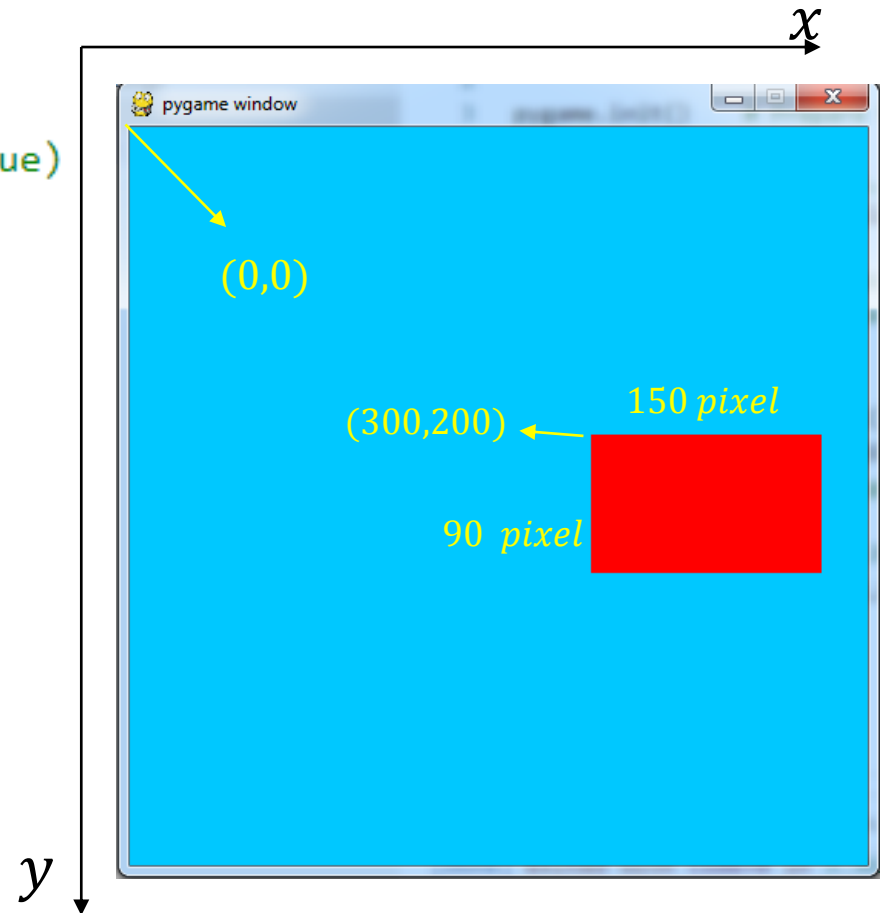 x
pygame window
ue)
(0,0)
150 pixel
(300,200)
90 pixel
y